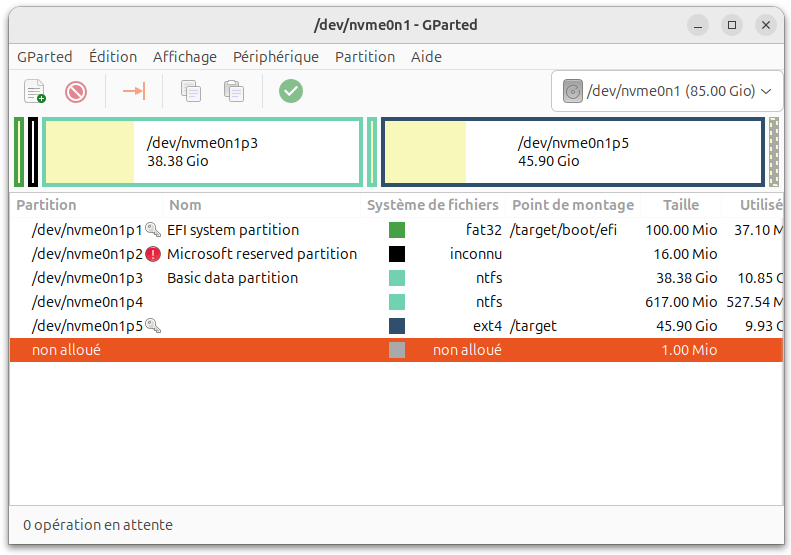 /dev/nvme0n1 - GParted
GParted Édition Affichage Périphérique Partition Aide
/dev/nvme0n1 (85.00 Gio)
/dev/nvme0n1p3
38.38 Gio
/dev/nvme0n1p5
45.90 Gio
Partition Nom Système de fichiers Point de montage Taille Utilisé
/dev/nvme0n1p1 EFI system partition fat32 /target/boot/efi 100.00 Mio 37.10 M
/dev/nvme0n1p2 Microsoft reserved partition inconnu 16.00 Mio
/dev/nvme0n1p3 Basic data partition ntfs 38.38 Gio 10.85 G
/dev/nvme0n1p4 ntfs 617.00 Mio 527.54 M
/dev/nvme0n1p5 ext4 /target 45.90 Gio 9.93 G
non alloué non alloué 1.00 Mio
0 opération en attente